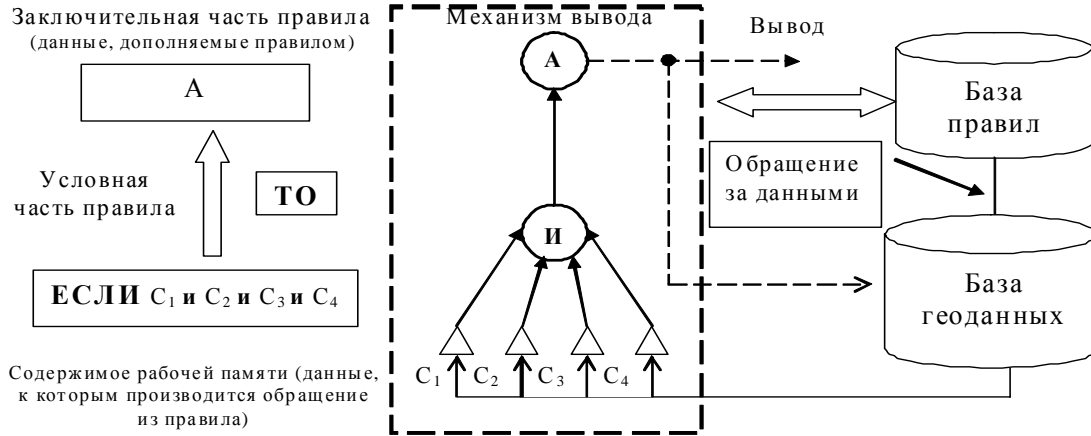 Заключительная часть правила
(данные, дополняемые правилом)
А
Условная
часть правила
ТО
ЕСЛИ С₁ и С₂ и С₃ и С₄
Содержимое рабочей памяти (данные,
к которым производится обращение
из правила)
Механизм вывода
А
И
С₁ С₂ С₃ С₄
Вывод
База
правил
Обращение
за данными
База
геоданных